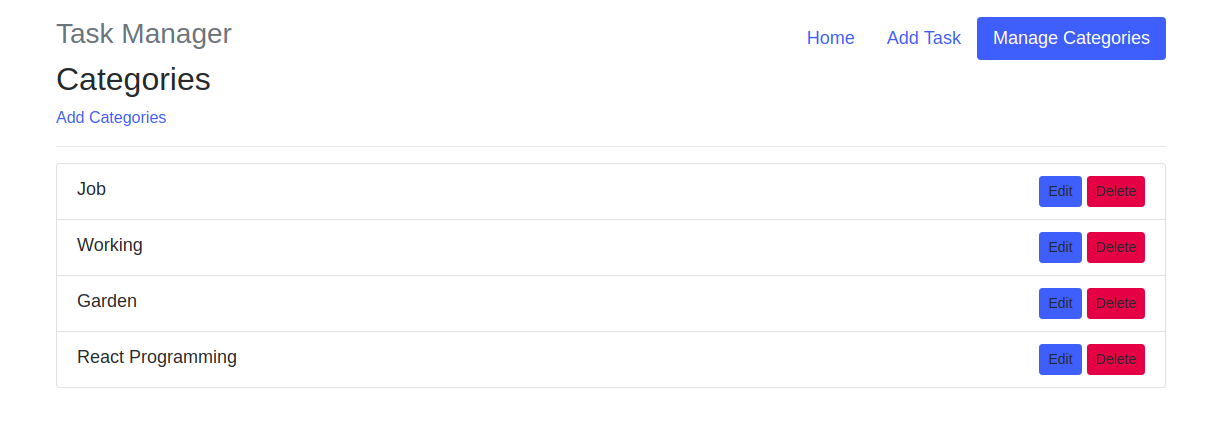 Task Manager
Home Add Task Manage Categories
Categories
Add Categories
Job Edit Delete
Working Edit Delete
Garden Edit Delete
React Programming Edit Delete